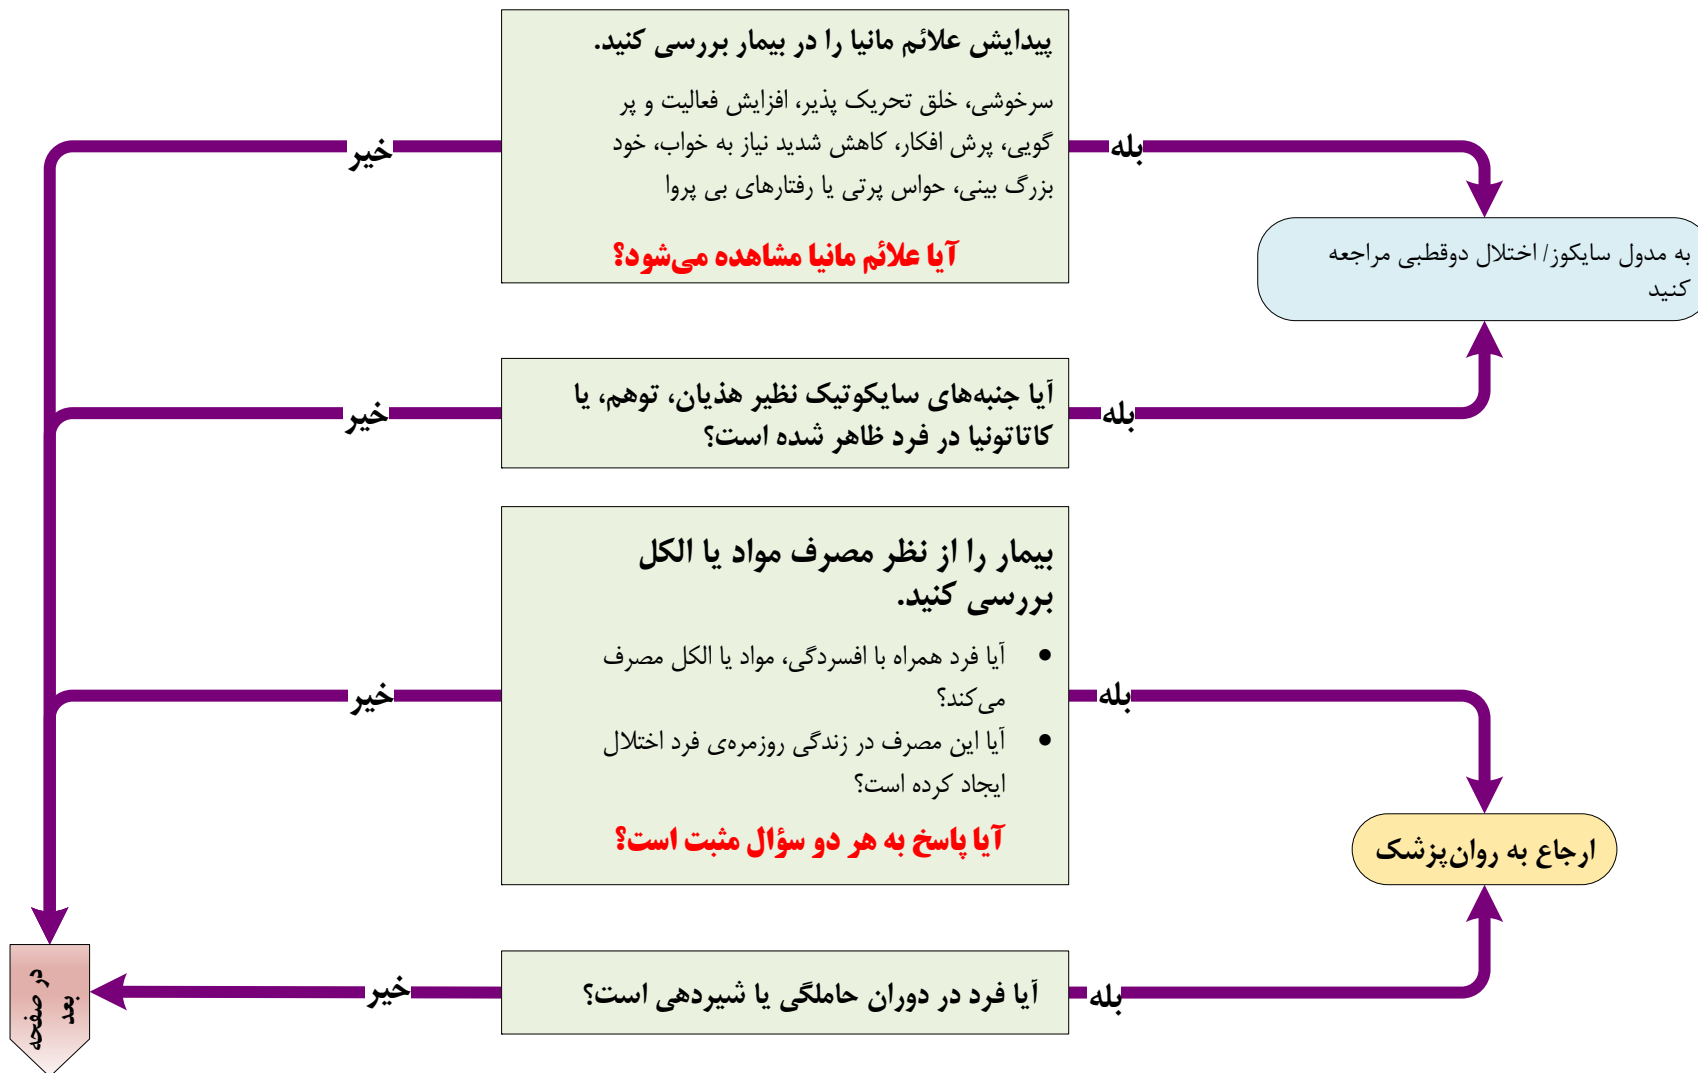 پیدایش علائم مانیا را در بیمار بررسی کنید.
سرخوشی، خلق تحریک پذیر، افزایش فعالیت و پر
گویی، پرش افکار، کاهش شدید نیاز به خواب، خود
بزرگ بینی، حواس پرتی یا رفتارهای بی پروا
آیا علائم مانیا مشاهده می‌شود؟
بله
خیر
به مدول سایکوز/ اختلال دوقطبی مراجعه
کنید
آیا جنبه‌های سایکوتیک نظیر هذیان، توهم، یا
کاتاتونیا در فرد ظاهر شده است؟
بله
خیر
بیمار را از نظر مصرف مواد یا الکل
بررسی کنید.
• آیا فرد همراه با افسردگی، مواد یا الکل مصرف
می‌کند؟
• آیا این مصرف در زندگی روزمره‌ی فرد اختلال
ایجاد کرده است؟
آیا پاسخ به هر دو سؤال مثبت است؟
بله
خیر
ارجاع به روان‌پزشک
آیا فرد در دوران حاملگی یا شیردهی است؟
بله
خیر
در صفحه
بعد